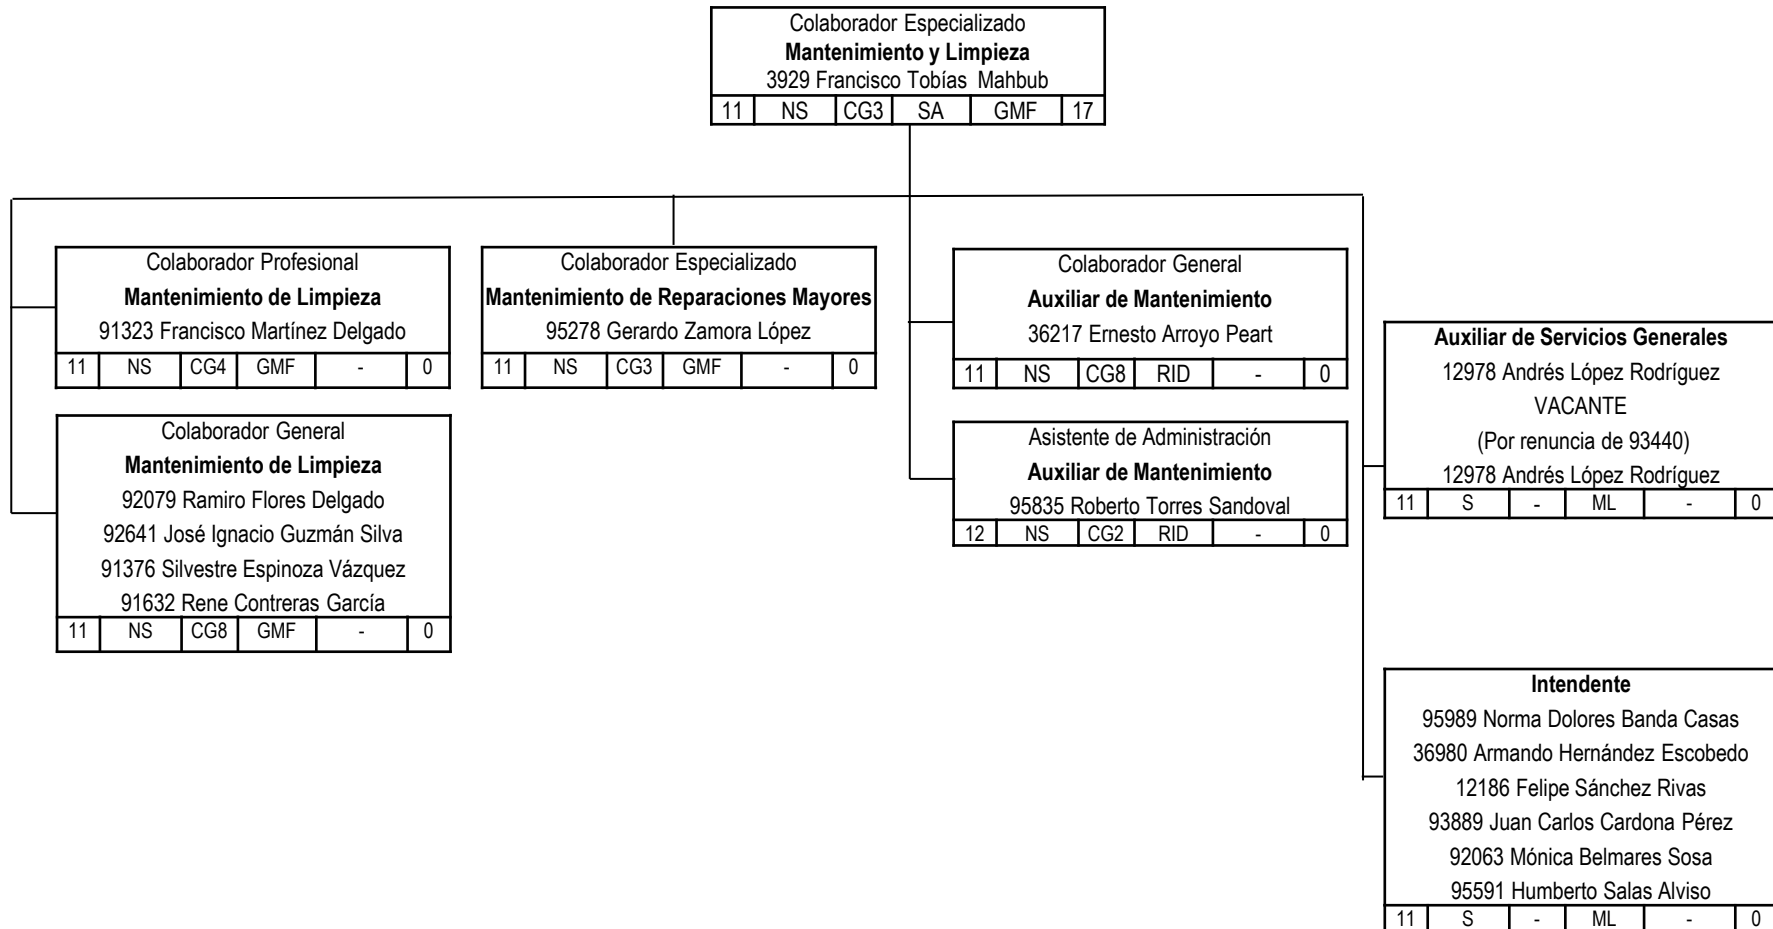 Colaborador Especializado
Mantenimiento y Limpieza
3929 Francisco Tobías Mahbub
11 NS CG3 SA GMF 17
Colaborador Profesional
Mantenimiento de Limpieza
91323 Francisco Martínez Delgado
11 NS CG4 GMF - 0
Colaborador General
Mantenimiento de Limpieza
92079 Ramiro Flores Delgado
92641 José Ignacio Guzmán Silva
91376 Silvestre Espinoza Vázquez
91632 Rene Contreras García
11 NS CG8 GMF - 0
Colaborador Especializado
Mantenimiento de Reparaciones Mayores
95278 Gerardo Zamora López
11 NS CG3 GMF - 0
Colaborador General
Auxiliar de Mantenimiento
36217 Ernesto Arroyo Peart
11 NS CG8 RID - 0
Asistente de Administración
Auxiliar de Mantenimiento
95835 Roberto Torres Sandoval
12 NS CG2 RID - 0
Auxiliar de Servicios Generales
12978 Andrés López Rodríguez
VACANTE
(Por renuncia de 93440)
12978 Andrés López Rodríguez
11 S - ML - 0
Intendente
95989 Norma Dolores Banda Casas
36980 Armando Hernández Escobedo
12186 Felipe Sánchez Rivas
93889 Juan Carlos Cardona Pérez
92063 Mónica Belmares Sosa
95591 Humberto Salas Alviso
11 S - ML - 0